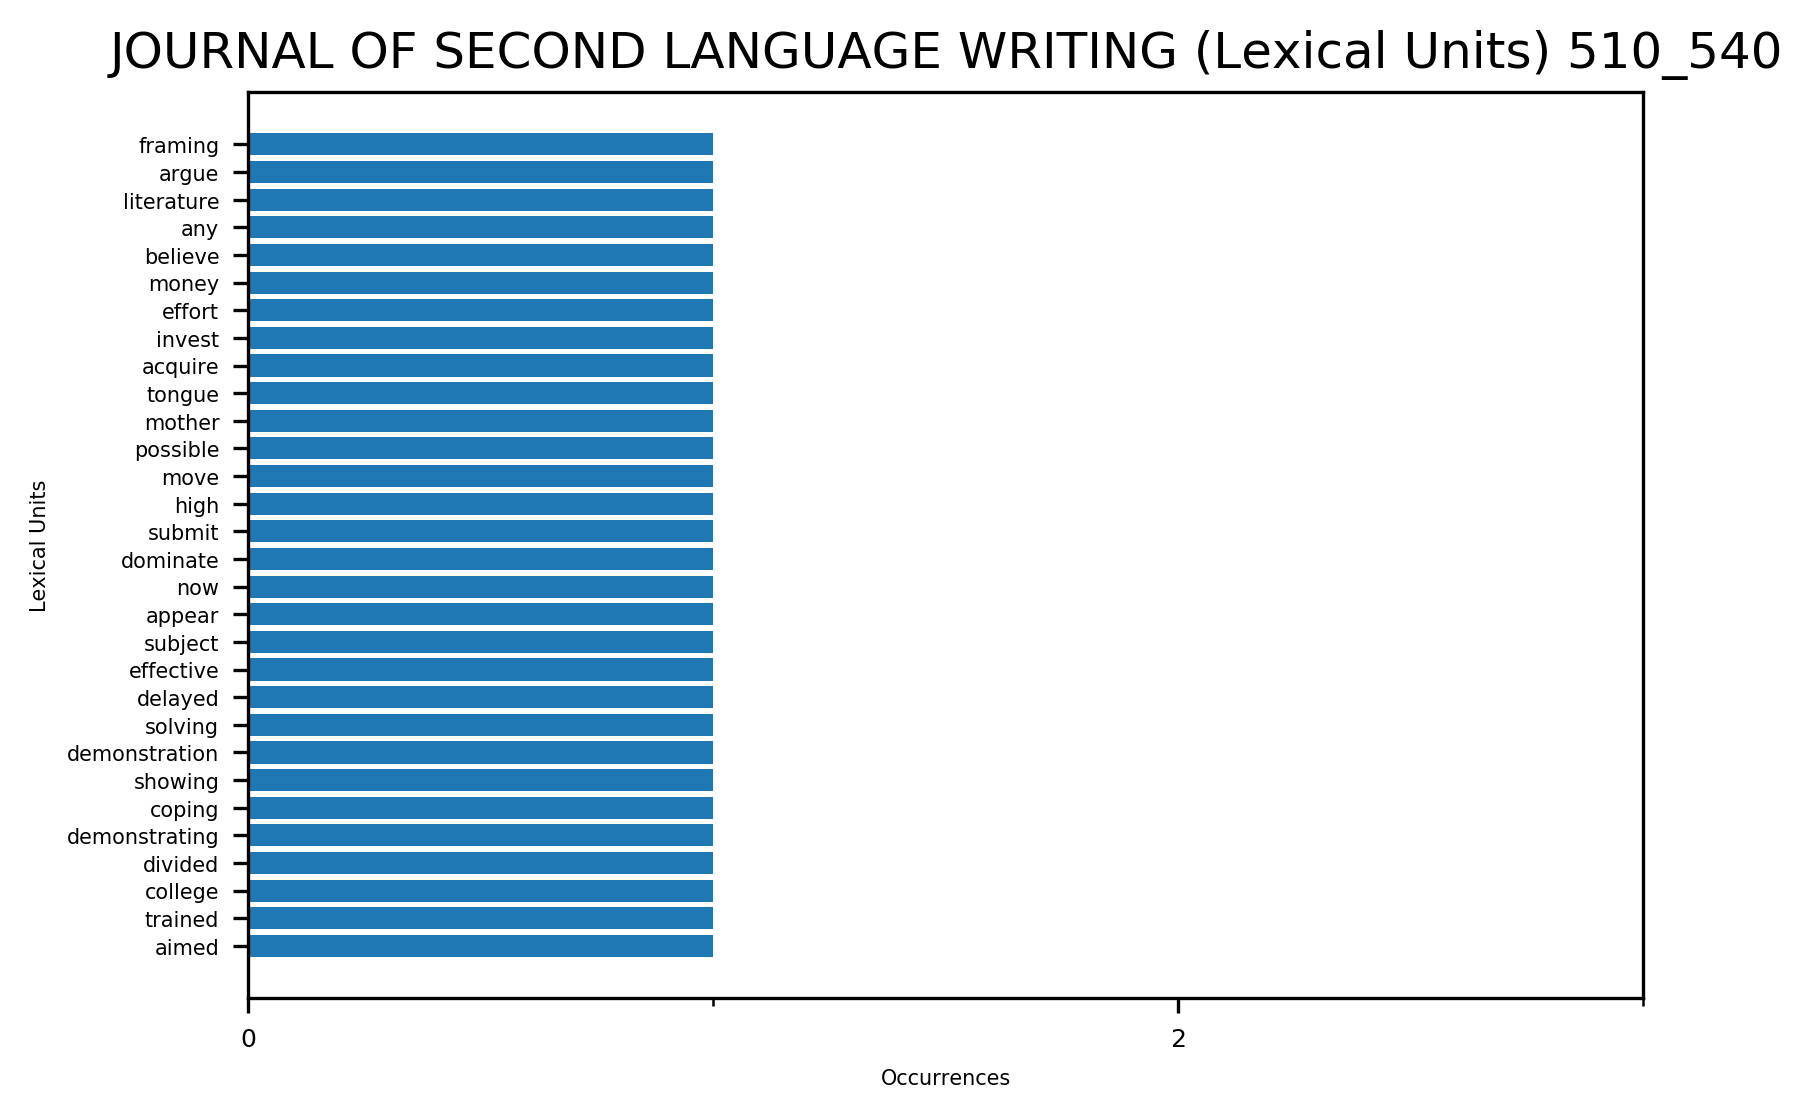 JOURNAL OF SECOND LANGUAGE WRITING (Lexical Units) 510_540
framing
argue
literature
any
believe
money
effort
invest
acquire
tongue
mother
possible
move
high
submit
dominate
now
appear
subject
effective
delayed
solving
demonstration
showing
coping
demonstrating
divided
college
trained
aimed
Lexical Units
0
2
Occurrences